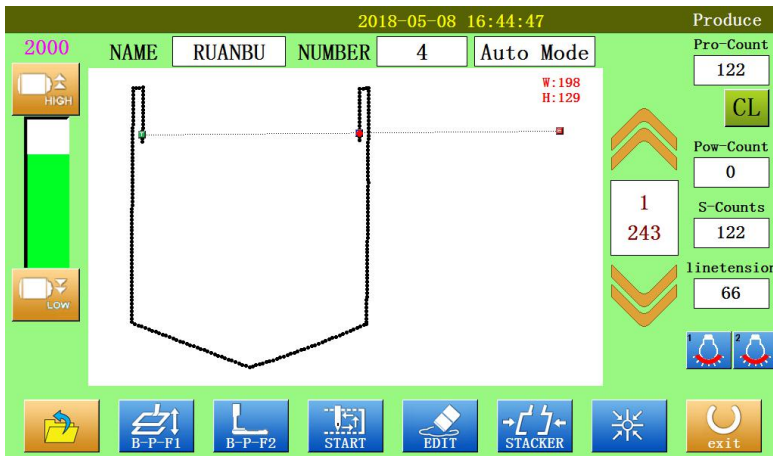 2018-05-08 16:44:47
Produce
2000
NAME RUANBU NUMBER 4 Auto Mode
Pro-Count
122
W:198
H:129
HIGH
CL
Pow-Count
0
1
243
S-Counts
122
linetension
66
LOW
1 2
B-P-F1
B-P-F2
START
EDIT
STACKER
exit